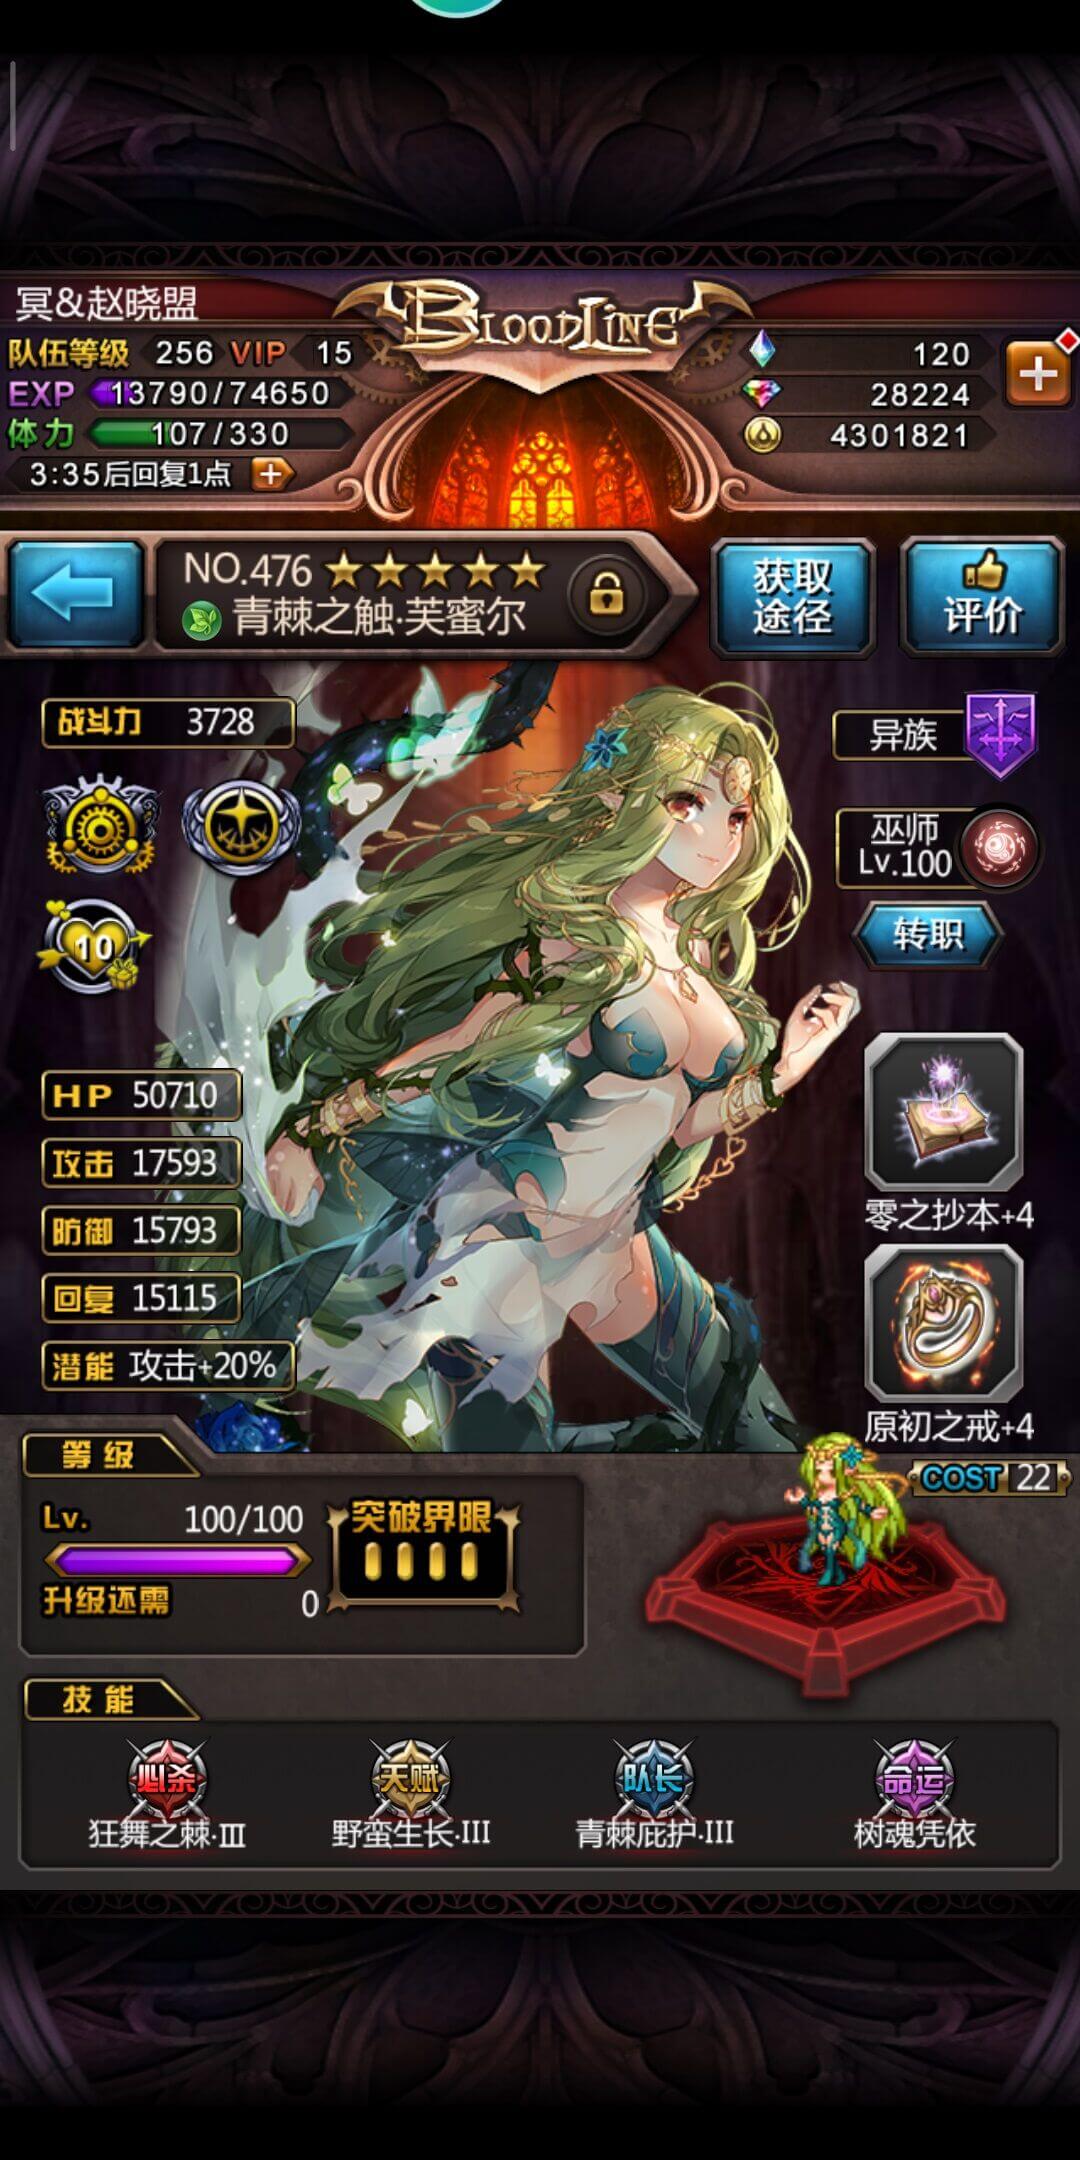 冥&赵晓盟
BLOODLINE
队伍等级 256 VIP 15
120
EXP 13790/74650
28224
体力 107/330
4301821
3:35后回复1点
NO.476
青棘之触·芙蜜尔
获取
途径
评价
战斗力 3728
异族
巫师
Lv.100
转职
10
HP 50710
攻击 17593
防御 15793
回复 15115
潜能 攻击+20%
零之抄本+4
原初之戒+4
COST 22
等级
Lv. 100/100
突破界限
升级还需 0
技能
必杀
天赋
队长
命运
狂舞之棘·III
野蛮生长·III
青棘庇护·III
树魂凭依